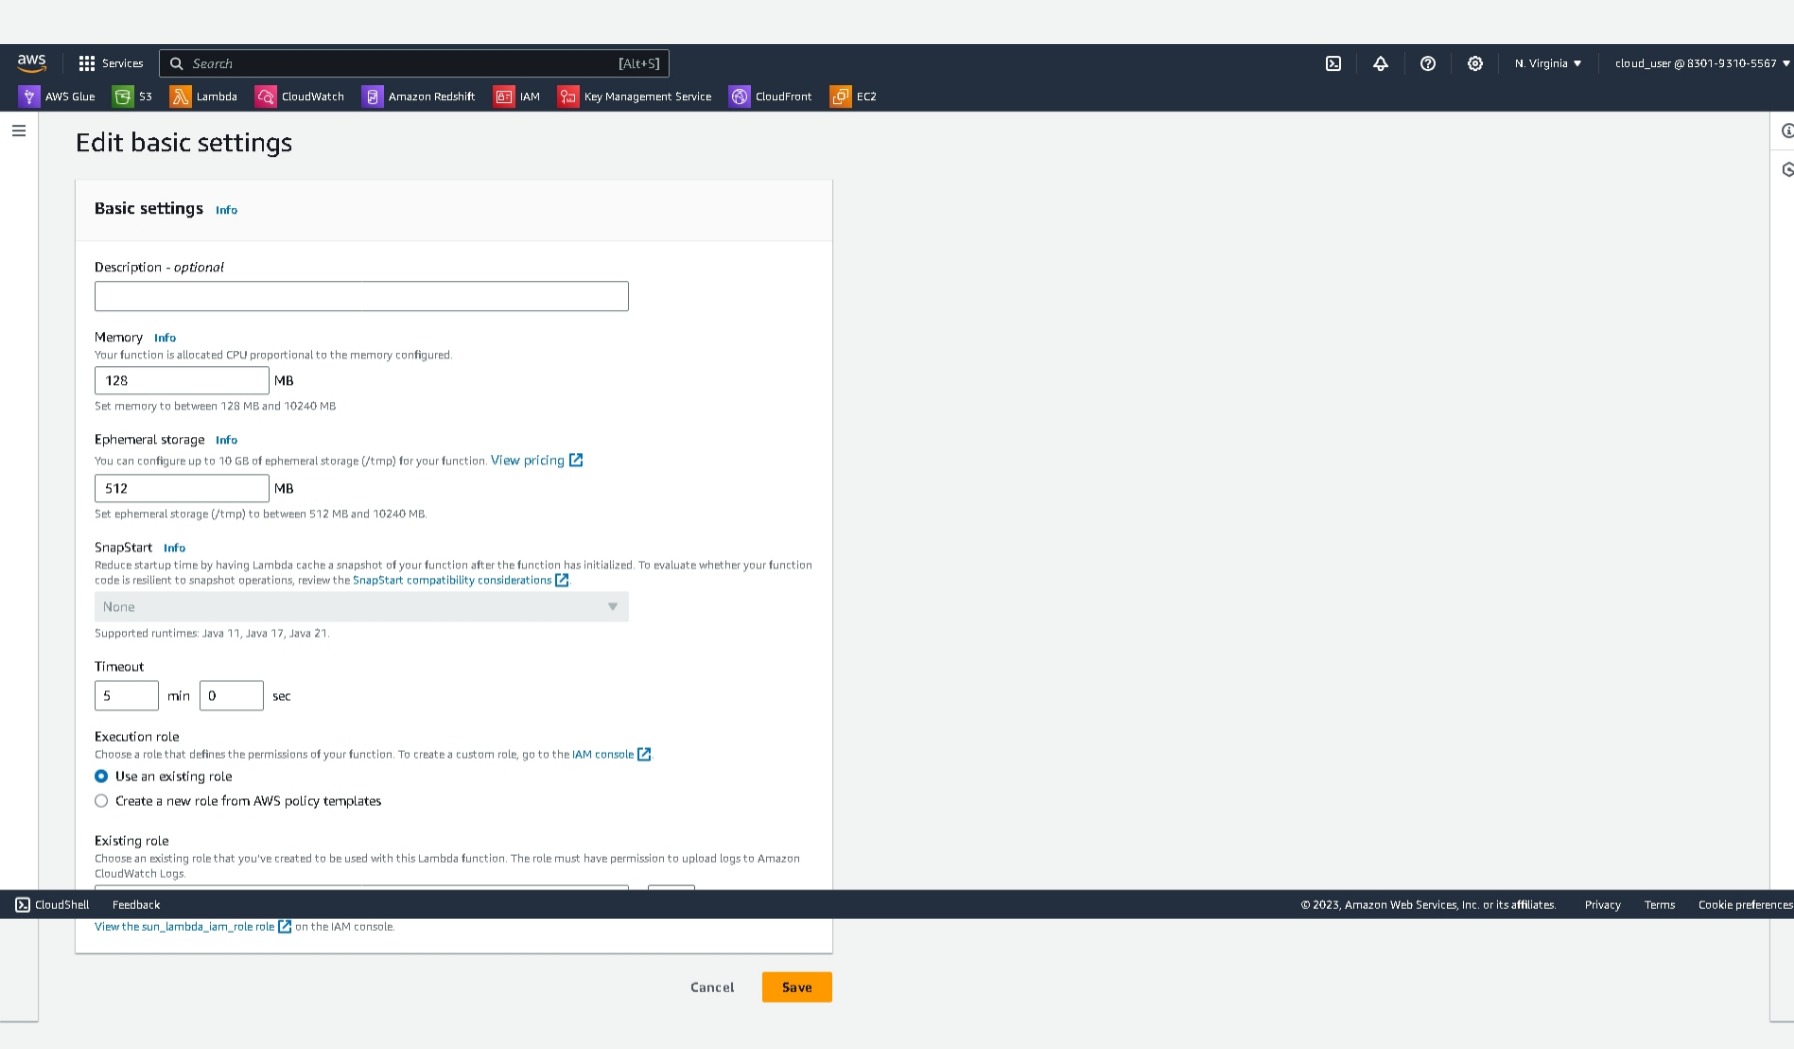 aws
Services
Search
[Alt+S]
N. Virginia
cloud_user @ 8301-9310-5567
AWS Glue
S3
Lambda
CloudWatch
Amazon Redshift
IAM
Key Management Service
CloudFront
EC2
Edit basic settings
Basic settings Info
Description - optional
Memory Info
Your function is allocated CPU proportional to the memory configured.
128 MB
Set memory to between 128 MB and 10240 MB
Ephemeral storage Info
You can configure up to 10 GB of ephemeral storage (/tmp) for your function. View pricing
512 MB
Set ephemeral storage (/tmp) to between 512 MB and 10240 MB.
SnapStart Info
Reduce startup time by having Lambda cache a snapshot of your function after the function has initialized. To evaluate whether your function
code is resilient to snapshot operations, review the SnapStart compatibility considerations.
None
Supported runtimes: Java 11, Java 17, Java 21.
Timeout
5 min 0 sec
Execution role
Choose a role that defines the permissions of your function. To create a custom role, go to the IAM console.
Use an existing role
Create a new role from AWS policy templates
Existing role
Choose an existing role that you've created to be used with this Lambda function. The role must have permission to upload logs to Amazon
CloudWatch Logs.
CloudShell Feedback
© 2023, Amazon Web Services, Inc. or its affiliates. Privacy Terms Cookie preferences
View the sun_lambda_iam_role role on the IAM console.
Cancel Save